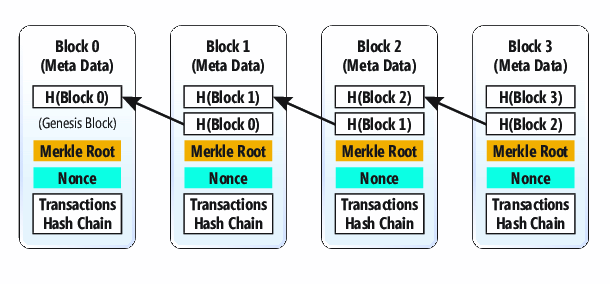 Block 0
(Meta Data)
H(Block 0)
(Genesis Block)
Merkle Root
Nonce
Transactions
Hash Chain
Block 1
(Meta Data)
H(Block 1)
H(Block 0)
Merkle Root
Nonce
Transactions
Hash Chain
Block 2
(Meta Data)
H(Block 2)
H(Block 1)
Merkle Root
Nonce
Transactions
Hash Chain
Block 3
(Meta Data)
H(Block 3)
H(Block 2)
Merkle Root
Nonce
Transactions
Hash Chain